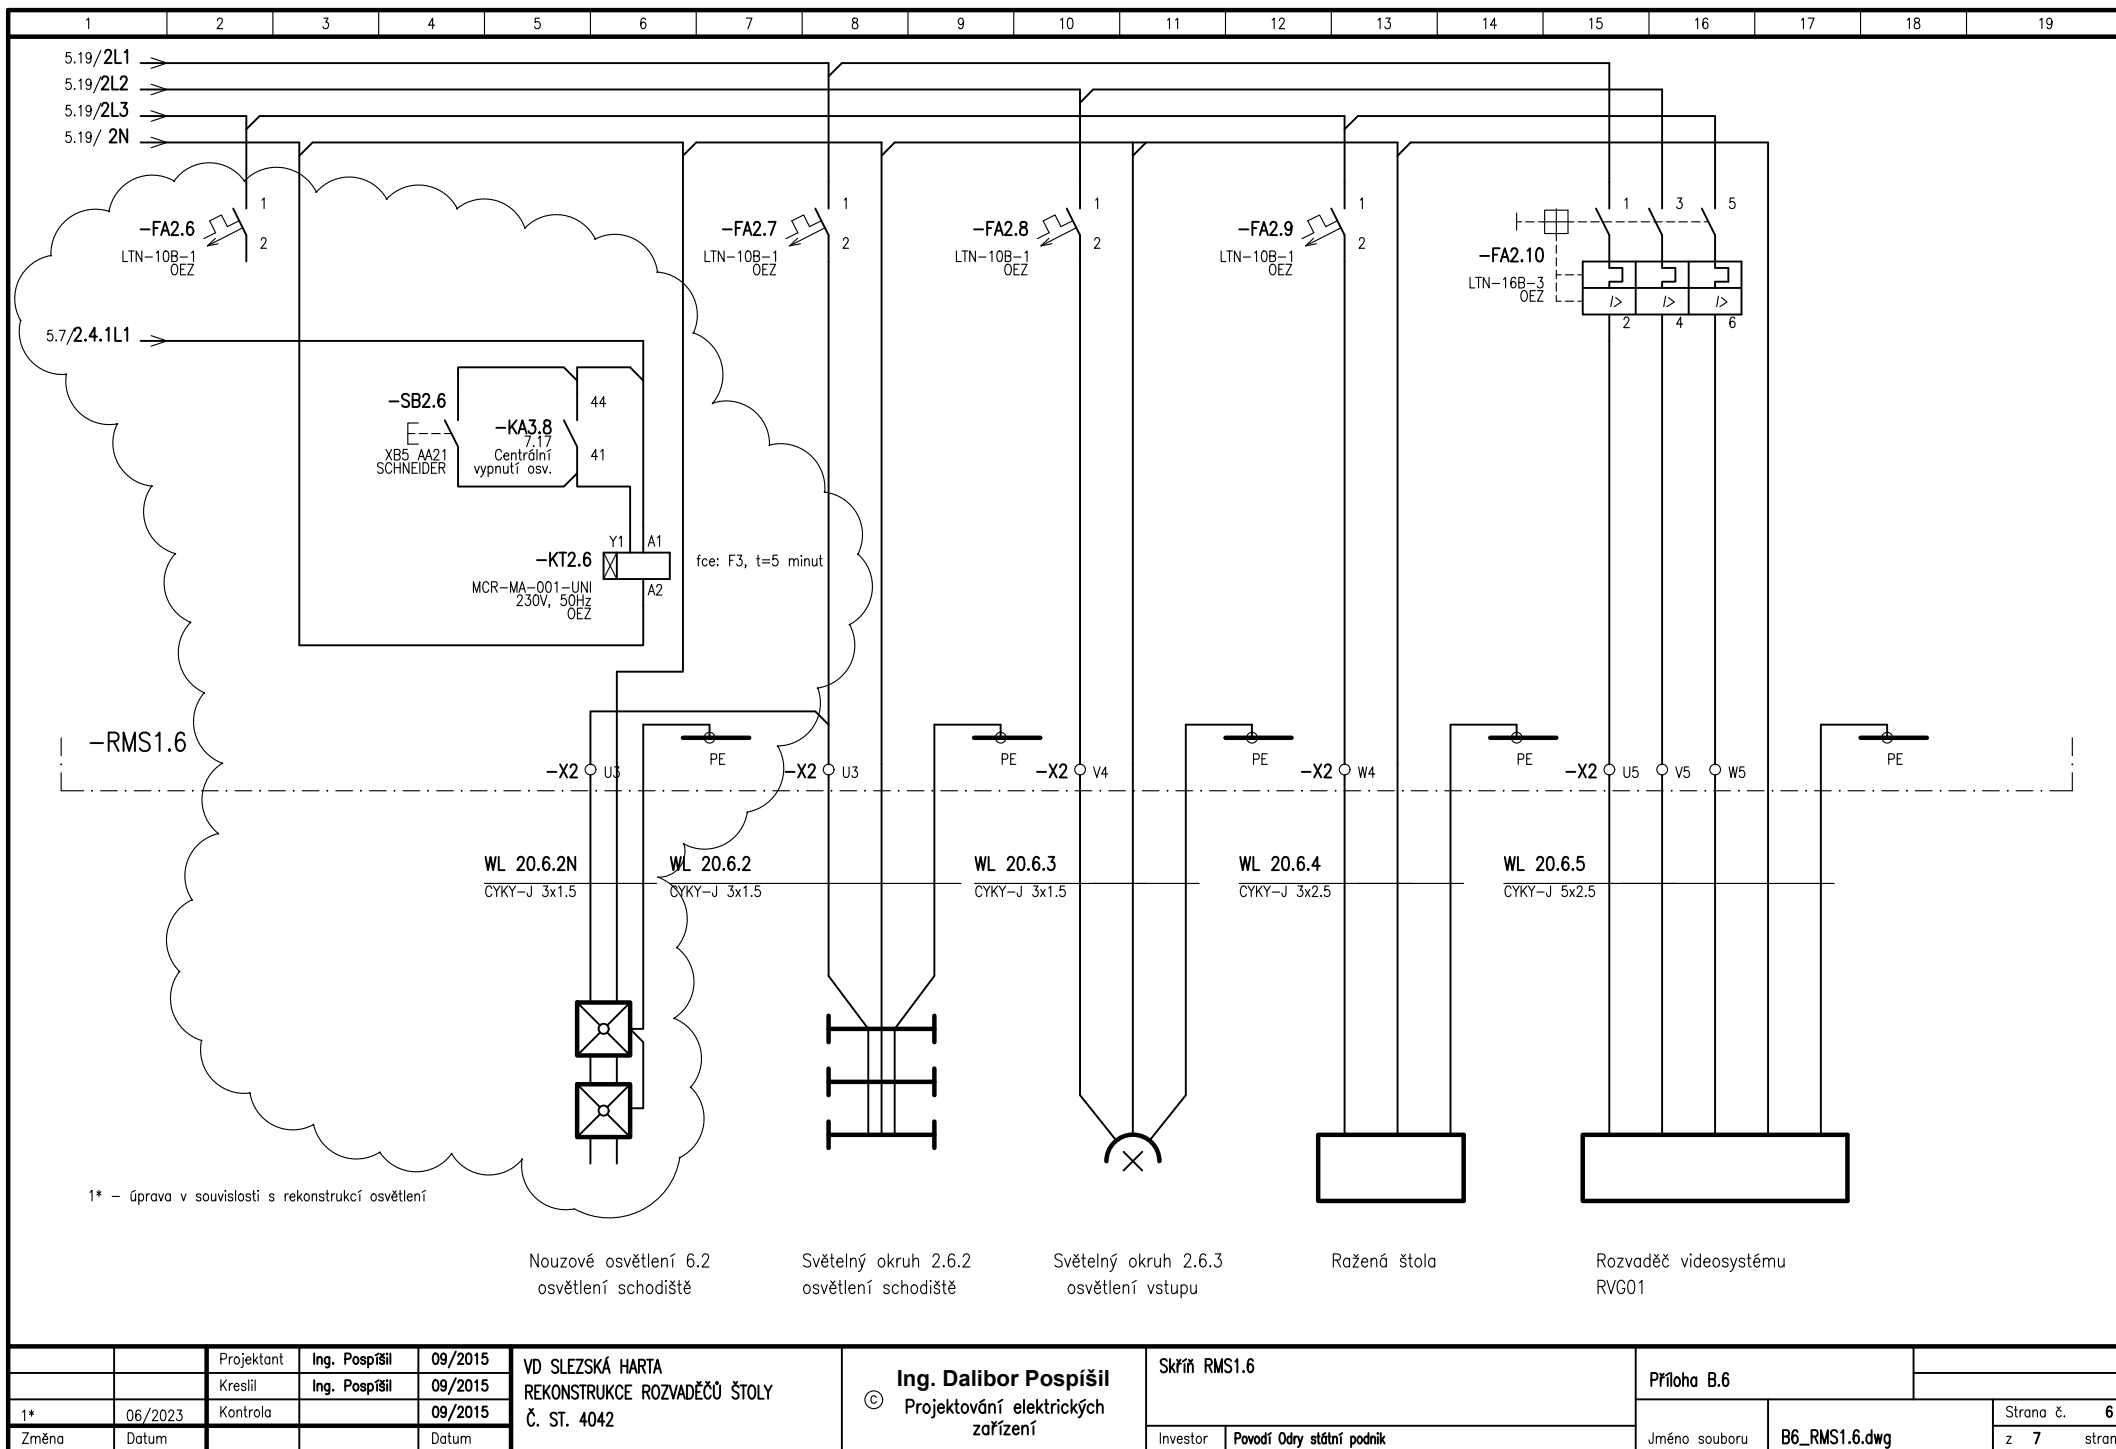 1 2 3 4 5 6 7 8 9 10 11 12 13 14 15 16 17 18 19
5.19/2L1
5.19/2L2
5.19/2L3
5.19/ 2N
-FA2.6
LTN-10B-1
OEZ
1
2
-FA2.7
LTN-10B-1
OEZ
1
2
-FA2.8
LTN-10B-1
OEZ
1
2
-FA2.9
LTN-10B-1
OEZ
1
2
-FA2.10
LTN-16B-3
OEZ
1 3 5
I> I> I>
2 4 6
5.7/2.4.1L1
-SB2.6
XB5 AA21
SCHNEIDER
-KA3.8
7.17
Centrální
vypnutí osv.
44
41
Y1 A1
-KT2.6
MCR-MA-001-UNI
230V, 50Hz
OEZ
A2
fce: F3, t=5 minut
-RMS1.6
-X2 U3
PE
-X2 U3
PE
-X2 V4
PE
-X2 W4
PE
-X2 U5 V5 W5
PE
WL 20.6.2N
CYKY-J 3x1.5
WL 20.6.2
CYKY-J 3x1.5
WL 20.6.3
CYKY-J 3x1.5
WL 20.6.4
CYKY-J 3x2.5
WL 20.6.5
CYKY-J 5x2.5
1* - úprava v souvislosti s rekonstrukcí osvětlení
Nouzové osvětlení 6.2
osvětlení schodiště
Světelný okruh 2.6.2
osvětlení schodiště
Světelný okruh 2.6.3
osvětlení vstupu
Ražená štola
Rozvaděč videosystému
RVG01
Projektant Ing. Pospíšil 09/2015
Kreslil Ing. Pospíšil 09/2015
1* 06/2023 Kontrola 09/2015
Změna Datum Datum
VD SLEZSKÁ HARTA
REKONSTRUKCE ROZVADĚČŮ ŠTOLY
Č. ST. 4042
© Ing. Dalibor Pospíšil
Projektování elektrických
zařízení
Skříň RMS1.6
Investor Povodí Odry státní podnik
Příloha B.6
Jméno souboru B6_RMS1.6.dwg
Strana č. 6
z 7 stran